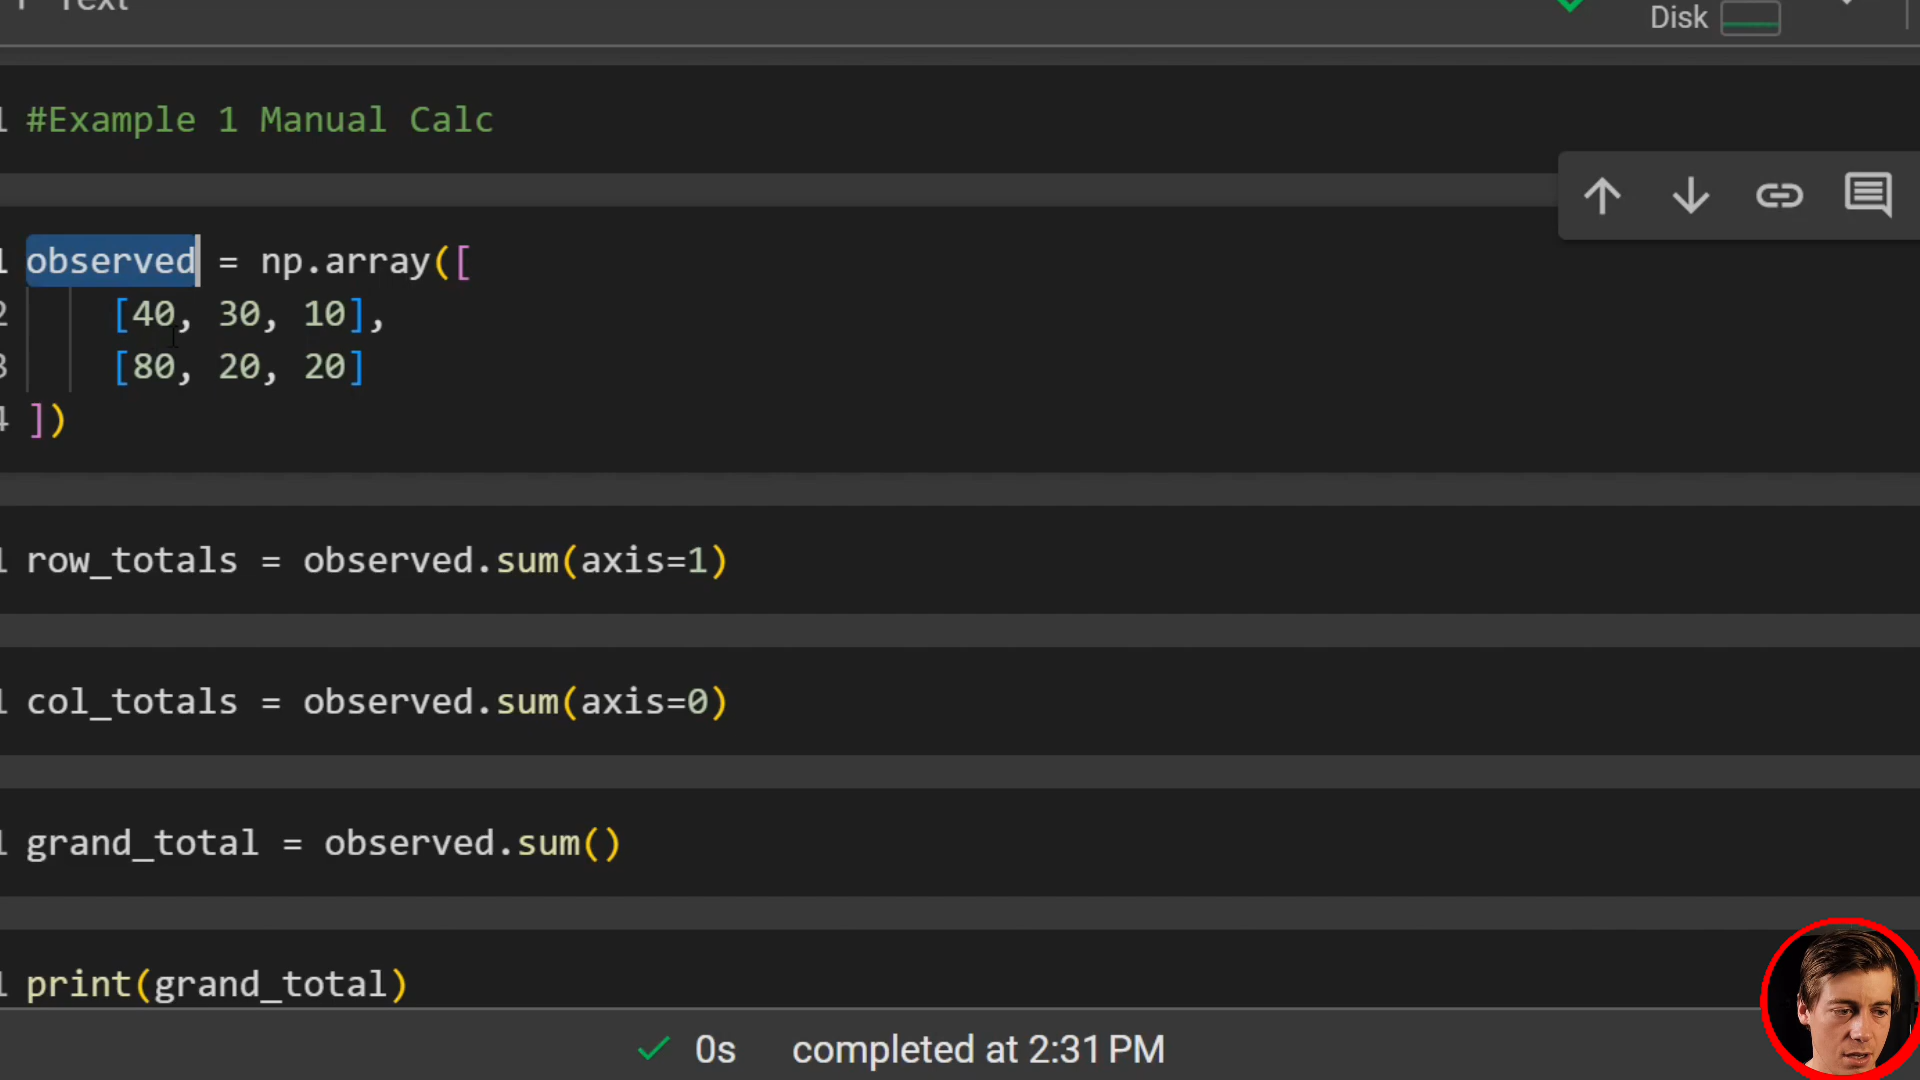 Text
Disk
1 #Example 1 Manual Calc
1 observed = np.array([
2 [40, 30, 10],
3 [80, 20, 20]
4 ])
1 row_totals = observed.sum(axis=1)
1 col_totals = observed.sum(axis=0)
1 grand_total = observed.sum()
1 print(grand_total)
0s completed at 2:31 PM